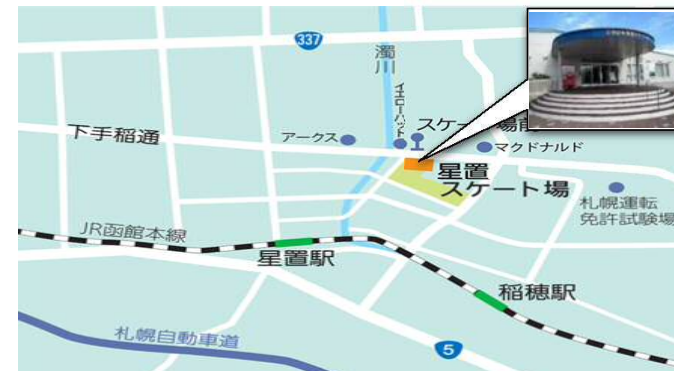 337
濁川
イエローハット
スケート場前
下手稲通
アークス
マクドナルド
星置
スケート場
札幌運転
免許試験場
JR函館本線
星置駅
稲穂駅
札幌自動車道
5